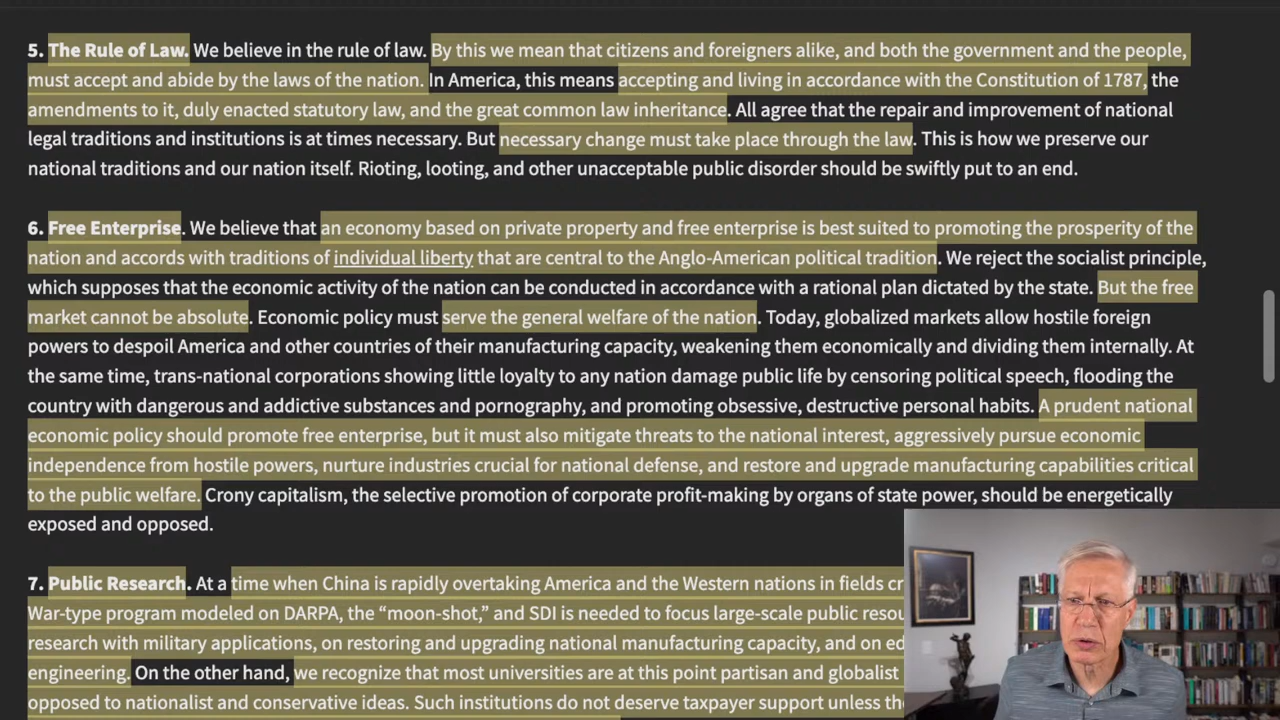 5. The Rule of Law. We believe in the rule of law. By this we mean that citizens and foreigners alike, and both the government and the people,
must accept and abide by the laws of the nation. In America, this means accepting and living in accordance with the Constitution of 1787, the
amendments to it, duly enacted statutory law, and the great common law inheritance. All agree that the repair and improvement of national
legal traditions and institutions is at times necessary. But necessary change must take place through the law. This is how we preserve our
national traditions and our nation itself. Rioting, looting, and other unacceptable public disorder should be swiftly put to an end.
6. Free Enterprise. We believe that an economy based on private property and free enterprise is best suited to promoting the prosperity of the
nation and accords with traditions of individual liberty that are central to the Anglo-American political tradition. We reject the socialist principle,
which supposes that the economic activity of the nation can be conducted in accordance with a rational plan dictated by the state. But the free
market cannot be absolute. Economic policy must serve the general welfare of the nation. Today, globalized markets allow hostile foreign
powers to despoil America and other countries of their manufacturing capacity, weakening them economically and dividing them internally. At
the same time, trans-national corporations showing little loyalty to any nation damage public life by censoring political speech, flooding the
country with dangerous and addictive substances and pornography, and promoting obsessive, destructive personal habits. A prudent national
economic policy should promote free enterprise, but it must also mitigate threats to the national interest, aggressively pursue economic
independence from hostile powers, nurture industries crucial for national defense, and restore and upgrade manufacturing capabilities critical
to the public welfare. Crony capitalism, the selective promotion of corporate profit-making by organs of state power, should be energetically
exposed and opposed.
7. Public Research. At a time when China is rapidly overtaking America and the Western nations in fields
War-type program modeled on DARPA, the “moon-shot,” and SDI is needed to focus large-scale public
research with military applications, on restoring and upgrading national manufacturing capacity, and on
engineering. On the other hand, we recognize that most universities are at this point partisan and globalist
opposed to nationalist and conservative ideas. Such institutions do not deserve taxpayer support unless